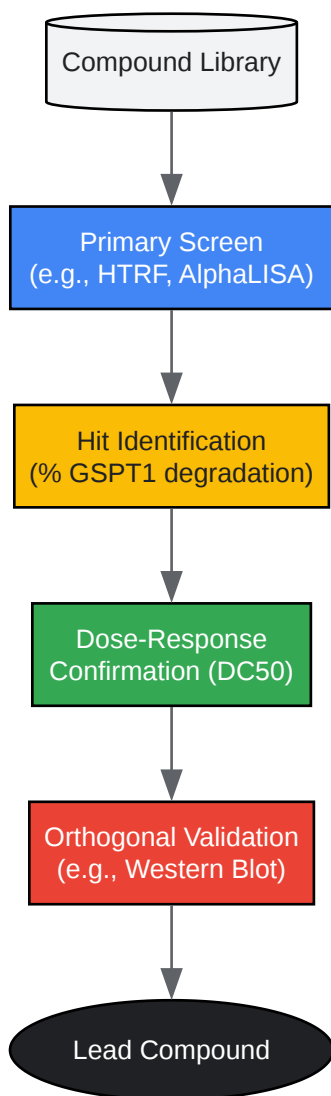 Compound Library
Primary Screen
(e.g., HTRF, AlphaLISA)
Hit Identification
(% GSPT1 degradation)
Dose-Response
Confirmation (DC50)
Orthogonal Validation
(e.g., Western Blot)
Lead Compound